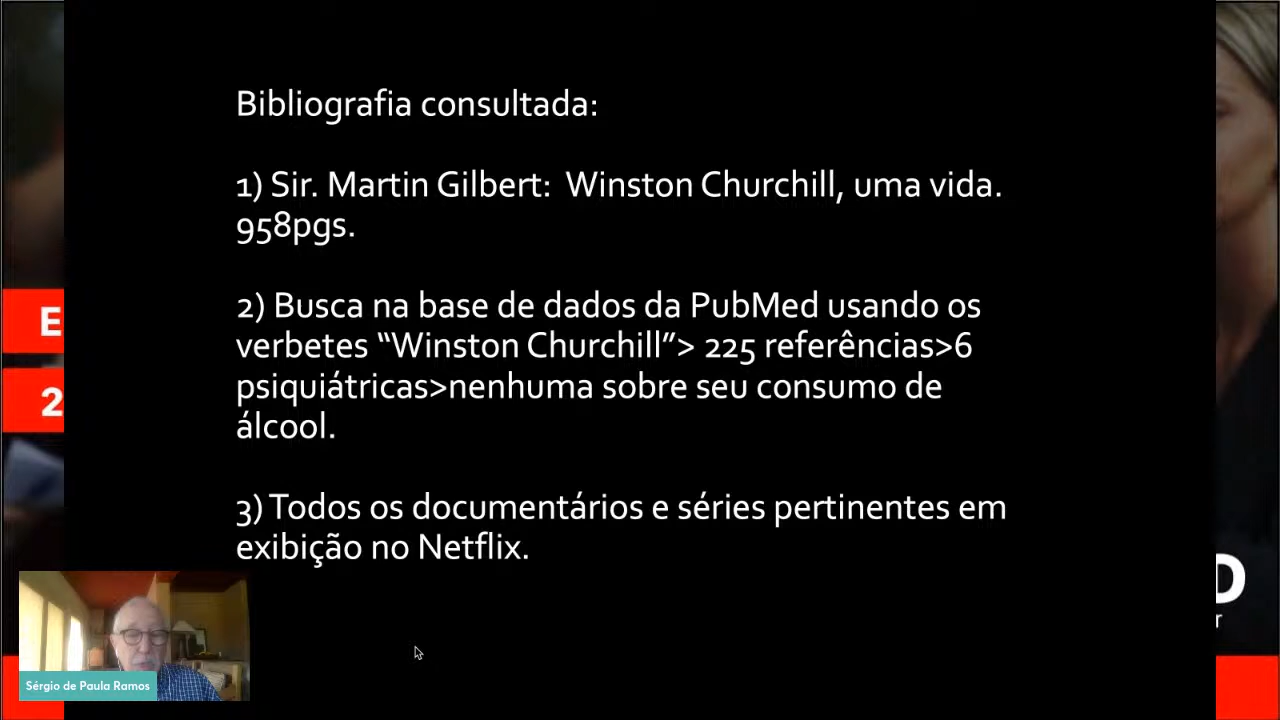 Bibliografia consultada:
1) Sir. Martin Gilbert: Winston Churchill, uma vida.
958pgs.
2) Busca na base de dados da PubMed usando os
verbetes “Winston Churchill”> 225 referências>6
psiquiátricas>nenhuma sobre seu consumo de
álcool.
3) Todos os documentários e séries pertinentes em
exibição no Netflix.
E
2
D
r
Sérgio de Paula Ramos